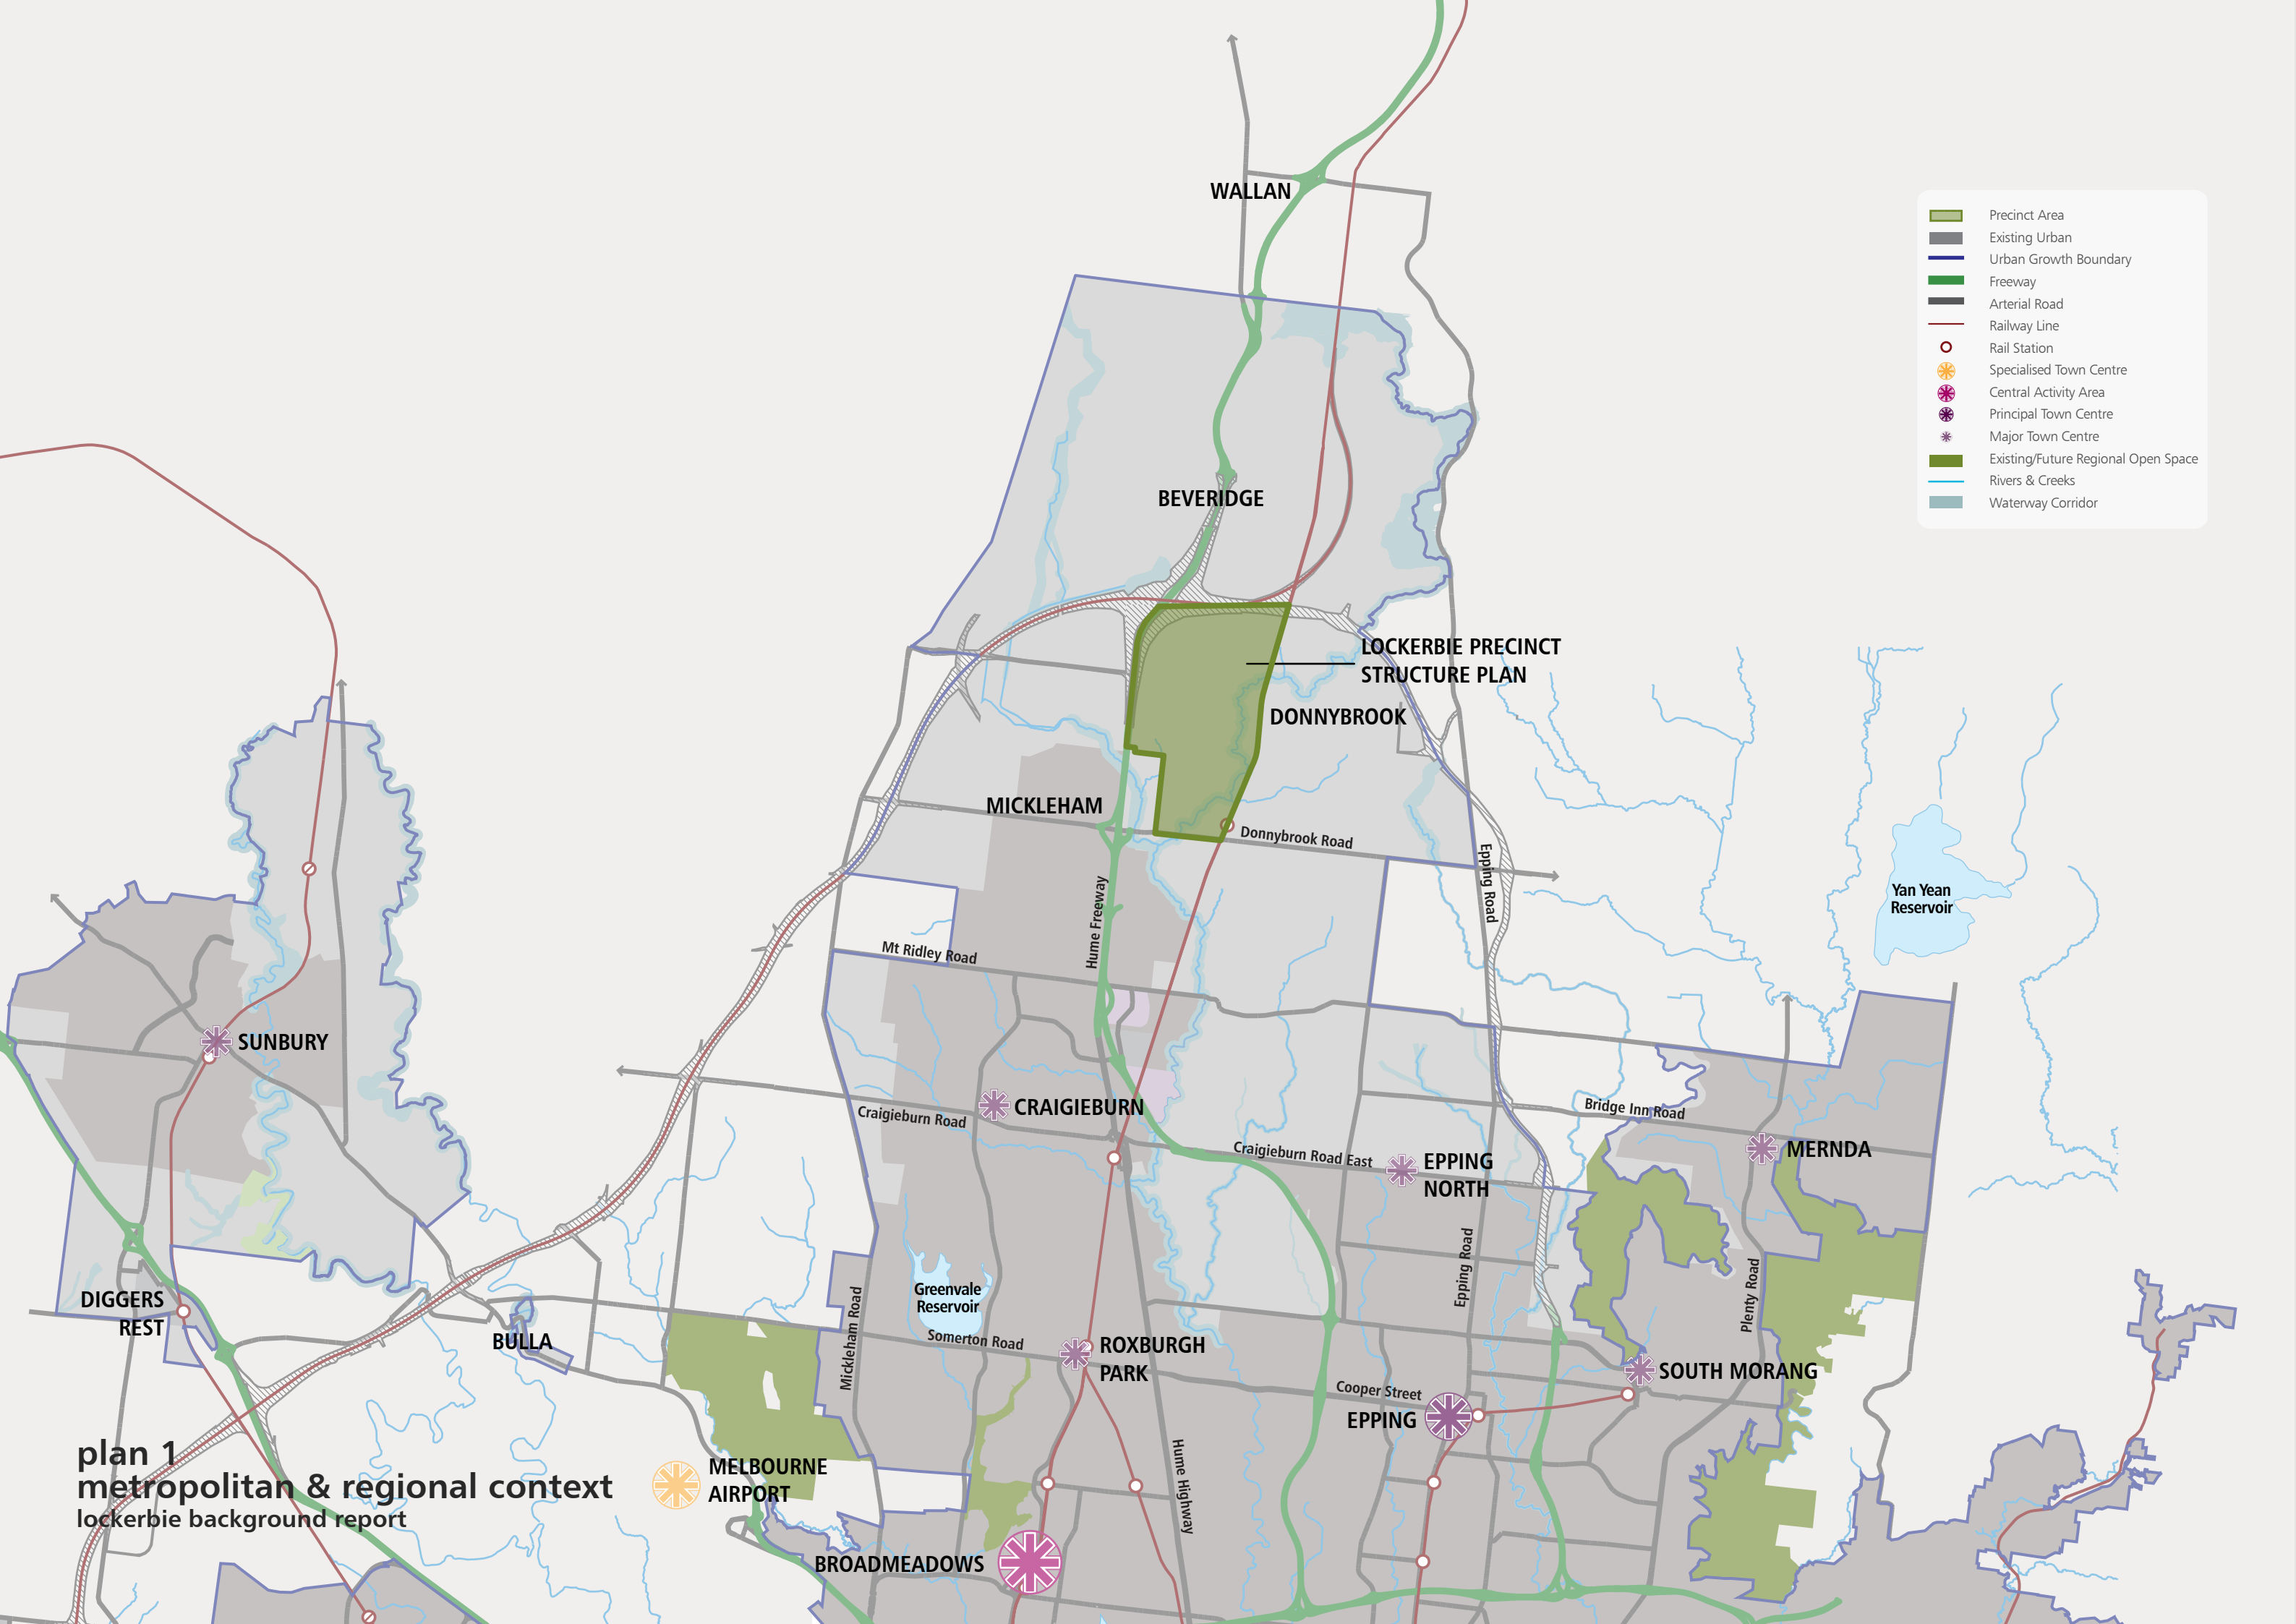 WALLAN
Precinct Area
Existing Urban
Urban Growth Boundary
Freeway
Arterial Road
Railway Line
Rail Station
Specialised Town Centre
Central Activity Area
Principal Town Centre
Major Town Centre
Existing/Future Regional Open Space
Rivers & Creeks
Waterway Corridor
BEVERIDGE
LOCKERBIE PRECINCT
STRUCTURE PLAN
DONNYBROOK
MICKLEHAM
Donnybrook Road
Epping Road
Yan Yean
Reservoir
Hume Freeway
Mt Ridley Road
SUNBURY
CRAIGIEBURN
Craigieburn Road
Bridge Inn Road
MERNDA
Craigieburn Road East
EPPING
NORTH
Epping Road
Plenty Road
DIGGERS
REST
BULLA
Greenvale
Reservoir
Mickleham Road
Somerton Road
ROXBURGH
PARK
SOUTH MORANG
Cooper Street
EPPING
Hume Highway
plan 1
metropolitan & regional context
lockerbie background report
MELBOURNE
AIRPORT
BROADMEADOWS